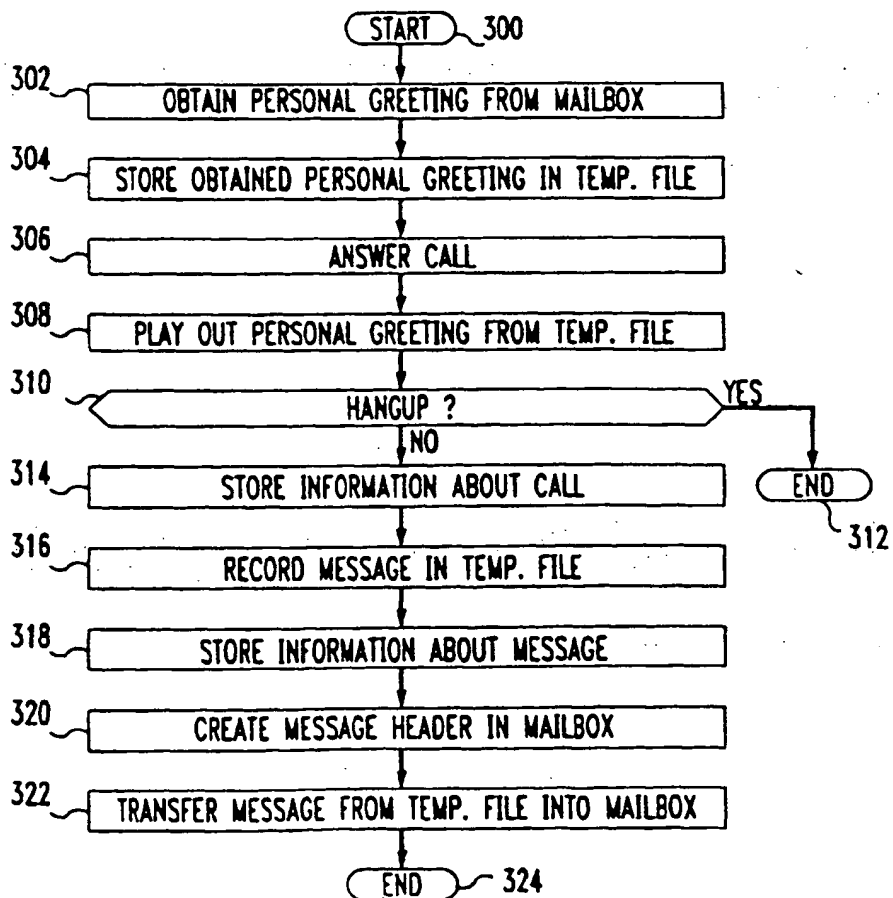 START 300
302
OBTAIN PERSONAL GREETING FROM MAILBOX
304
STORE OBTAINED PERSONAL GREETING IN TEMP. FILE
306
ANSWER CALL
308
PLAY OUT PERSONAL GREETING FROM TEMP. FILE
310
HANGUP ? YES
NO
314
STORE INFORMATION ABOUT CALL END
312
316
RECORD MESSAGE IN TEMP. FILE
318
STORE INFORMATION ABOUT MESSAGE
320
CREATE MESSAGE HEADER IN MAILBOX
322
TRANSFER MESSAGE FROM TEMP. FILE INTO MAILBOX
END 324